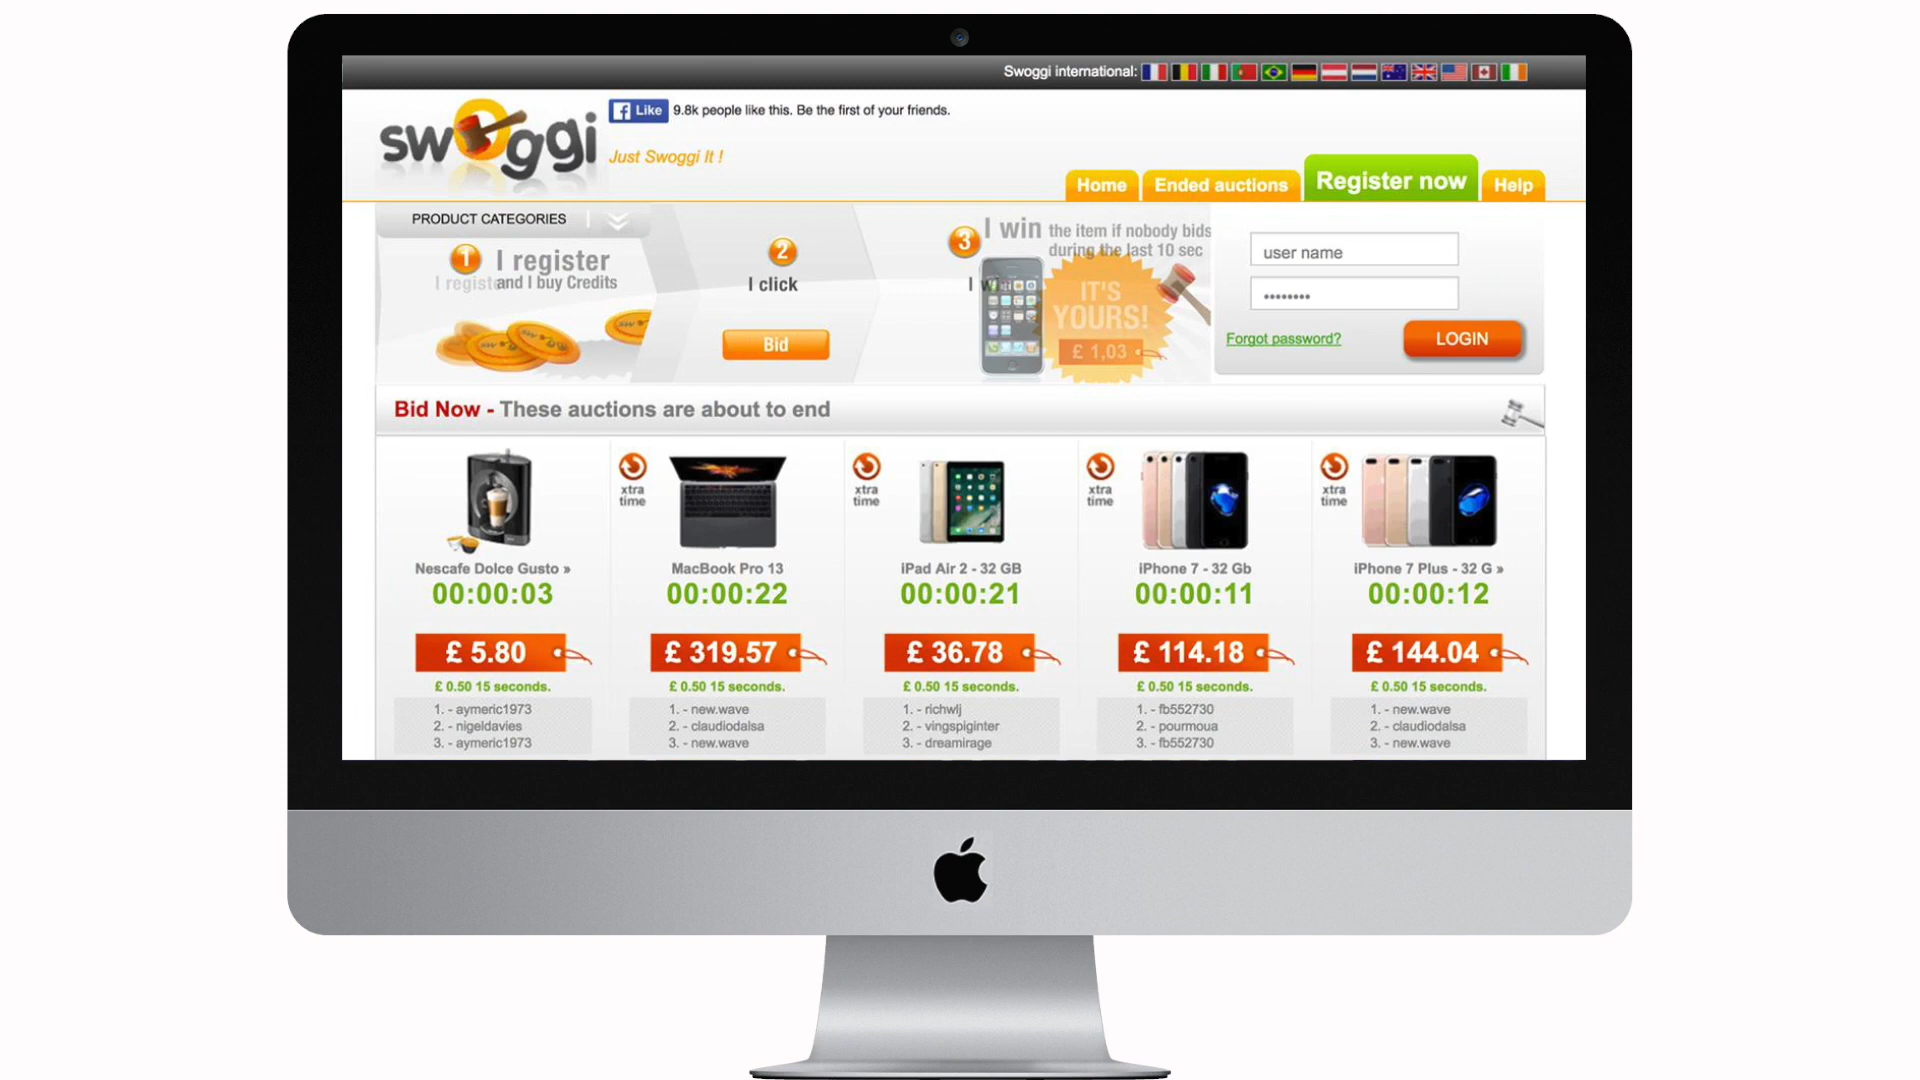 Swoggi international:
swoggi
Like
9.8k people like this. Be the first of your friends.
Just Swoggi It !
Home
Ended auctions
Register now
Help
PRODUCT CATEGORIES
1
I register
and I buy Credits
2
I click
Bid
3
I win
the item if nobody bids
during the last 10 sec
IT'S
YOURS!
£ 1,03
user name
••••••••
Forgot password?
LOGIN
Bid Now - These auctions are about to end
Nescafe Dolce Gusto »
00:00:03
£ 5.80
£ 0.50 15 seconds.
1. - aymeric1973
2. - nigeldavies
3. - aymeric1973
xtra
time
MacBook Pro 13
00:00:22
£ 319.57
£ 0.50 15 seconds.
1. - new.wave
2. - claudiodalsa
3. - new.wave
xtra
time
iPad Air 2 - 32 GB
00:00:21
£ 36.78
£ 0.50 15 seconds.
1. - richwlj
2. - vingspiginter
3. - dreamirage
xtra
time
iPhone 7 - 32 Gb
00:00:11
£ 114.18
£ 0.50 15 seconds.
1. - fb552730
2. - pourmoua
3. - fb552730
xtra
time
iPhone 7 Plus - 32 G »
00:00:12
£ 144.04
£ 0.50 15 seconds.
1. - new.wave
2. - claudiodalsa
3. - new.wave